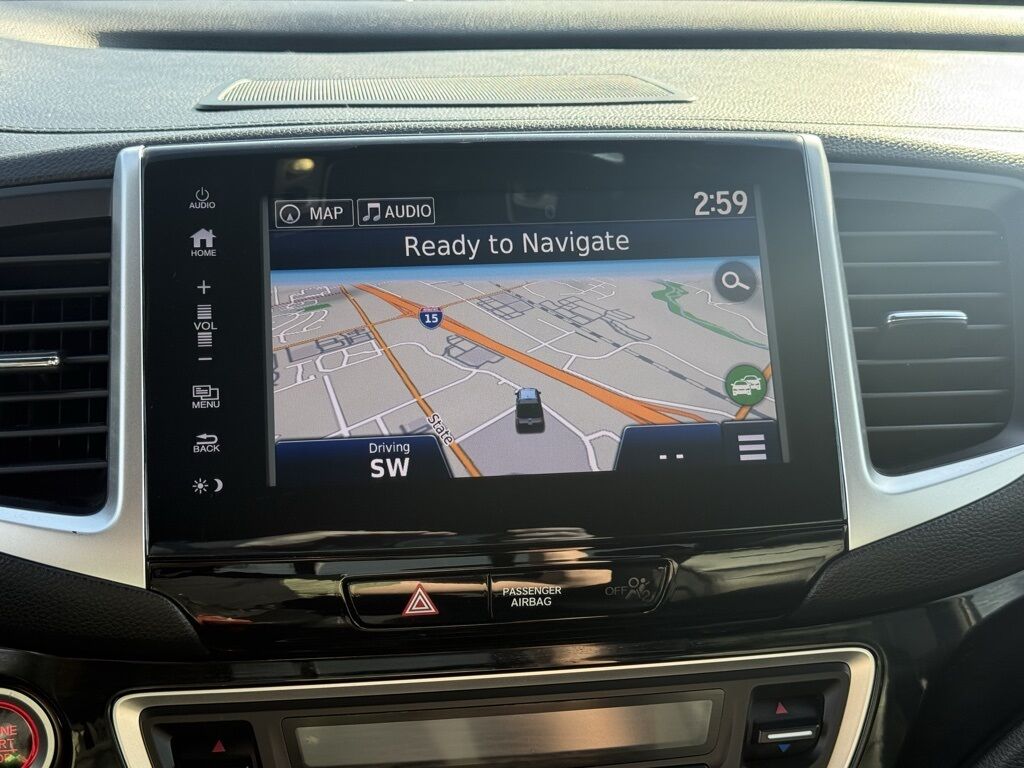 AUDIO
HOME
+
VOL
−
MENU
BACK
MAP
AUDIO
2:59
Ready to Navigate
15
State
Driving
SW
--
PASSENGER
AIRBAG
OFF